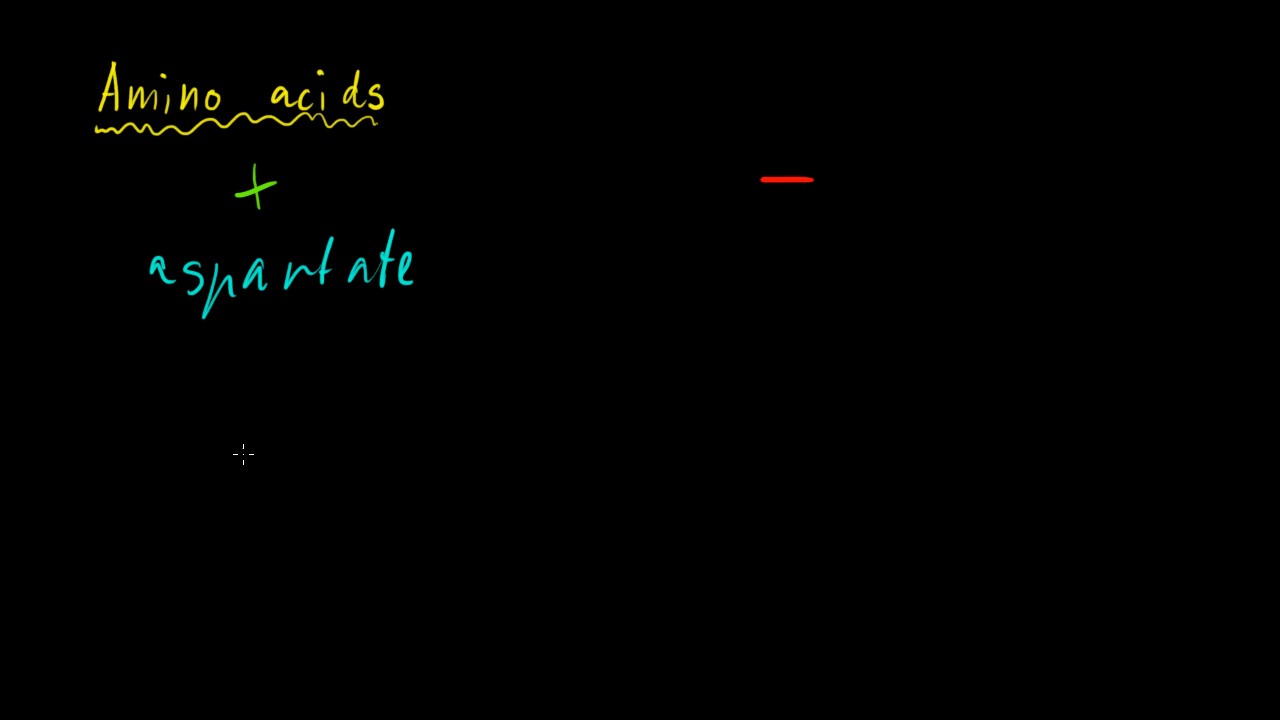 Amino acids
+ –
aspartate